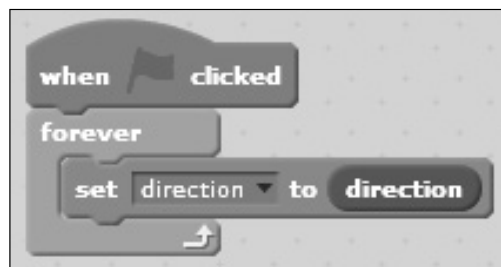 when clicked
forever
set direction to direction